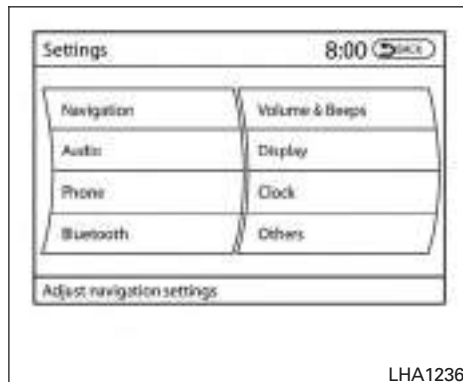 Settings 8:00 BACK
Navigation Volume & Beeps
Audio Display
Phone Clock
Bluetooth Others
Adjust navigation settings
LHA1236